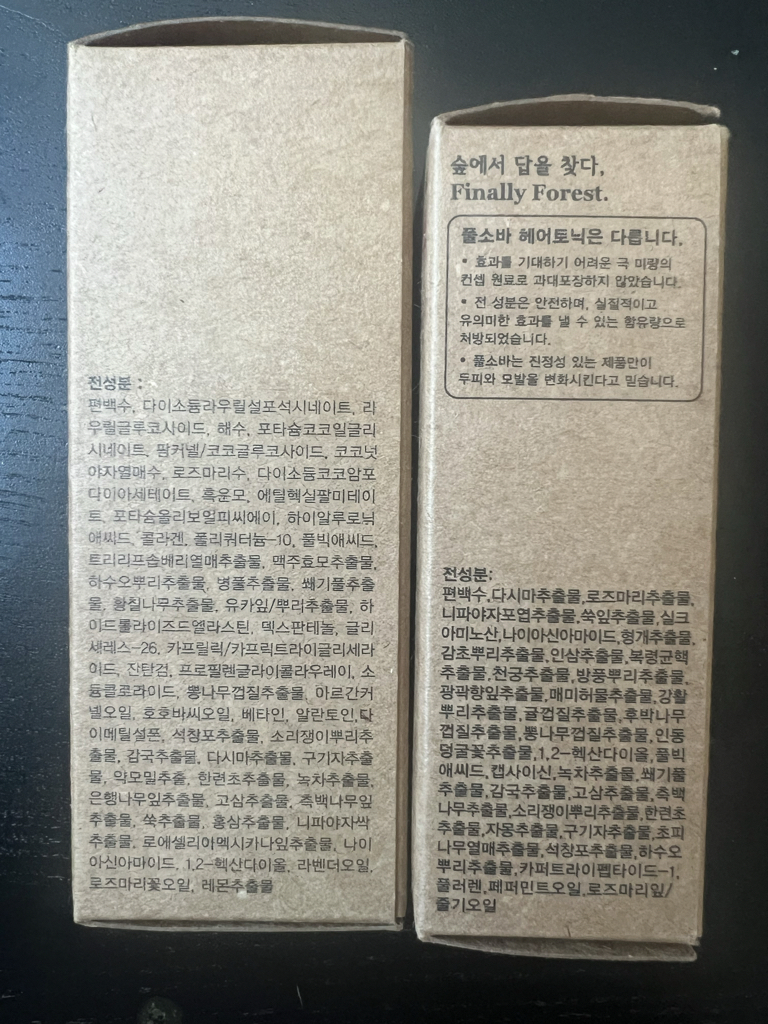 전성분 :
편백수, 다이소듐라우릴설포석시네이트, 라
우릴글루코사이드, 해수, 포타슘코코일글리
시네이트, 팜커넬/코코글루코사이드, 코코넛
야자열매수, 로즈마리수, 다이소듐코코암포
다이아세테이트, 흑운모, 에틸헥실팔미테이
트, 포타슘올리보일피씨에이, 하이알루로닉
애씨드, 콜라겐, 폴리쿼터늄-10, 풀빅애씨드,
트리리프습베리열매추출물, 맥주효모추출물,
하수오뿌리추출물, 병풀추출물, 쐐기풀추출
물, 황칠나무추출물, 유카잎/뿌리추출물, 하
이드롤라이즈드엘라스틴, 덱스판테놀, 글리
세레스-26, 카프릴릭/카프릭트라이글리세라
이드, 잔탄검, 프로필렌글라이콜라우레이, 소
듐클로라이드, 뽕나무껍질추출물, 아르간커
넬오일, 호호바씨오일, 베타인, 알란토인,다
이메틸설폰, 석창포추출물, 소리쟁이뿌리추
출물, 감국추출물, 다시마추출물, 구기자추출
물, 약모밀추출, 한련초추출물, 녹차추출물,
은행나무잎추출물, 고삼추출물, 측백나무잎
추출물, 쑥추출물, 홍삼추출물, 니파야자싹
추출물, 로에셀리아멕시카나잎추출물, 나이
아신아마이드, 1,2-헥산다이올, 라벤더오일,
로즈마리꽃오일, 레몬추출물
숲에서 답을 찾다,
Finally Forest.
풀소바 헤어토닉은 다릅니다.
• 효과를 기대하기 어려운 극 미량의
컨셉 원료로 과대포장하지 않았습니다.
• 전 성분은 안전하며, 실질적이고
유의미한 효과를 낼 수 있는 함유량으로
처방되었습니다.
• 풀소바는 진정성 있는 제품만이
두피와 모발을 변화시킨다고 믿습니다.
전성분:
편백수,다시마추출물,로즈마리추출물,
니파야자포엽추출물,쑥잎추출물,실크
아미노산,나이아신아마이드,형개추출물,
감초뿌리추출물,인삼추출물,복령균핵
추출물,천궁추출물,방풍뿌리추출물,
광곽향잎추출물,매미허물추출물,강활
뿌리추출물,귤껍질추출물,후박나무
껍질추출물,뽕나무껍질추출물,인동
덩굴꽃추출물,1,2-헥산다이올,풀빅
애씨드,캡사이신,녹차추출물,쐐기풀
추출물,감국추출물,고삼추출물,측백
나무추출물,소리쟁이뿌리추출물,한련초
추출물,자몽추출물,구기자추출물,초피
나무열매추출물,석창포추출물,하수오
뿌리추출물,카퍼트라이펩타이드-1,
풀러렌,페퍼민트오일,로즈마리잎/
줄기오일